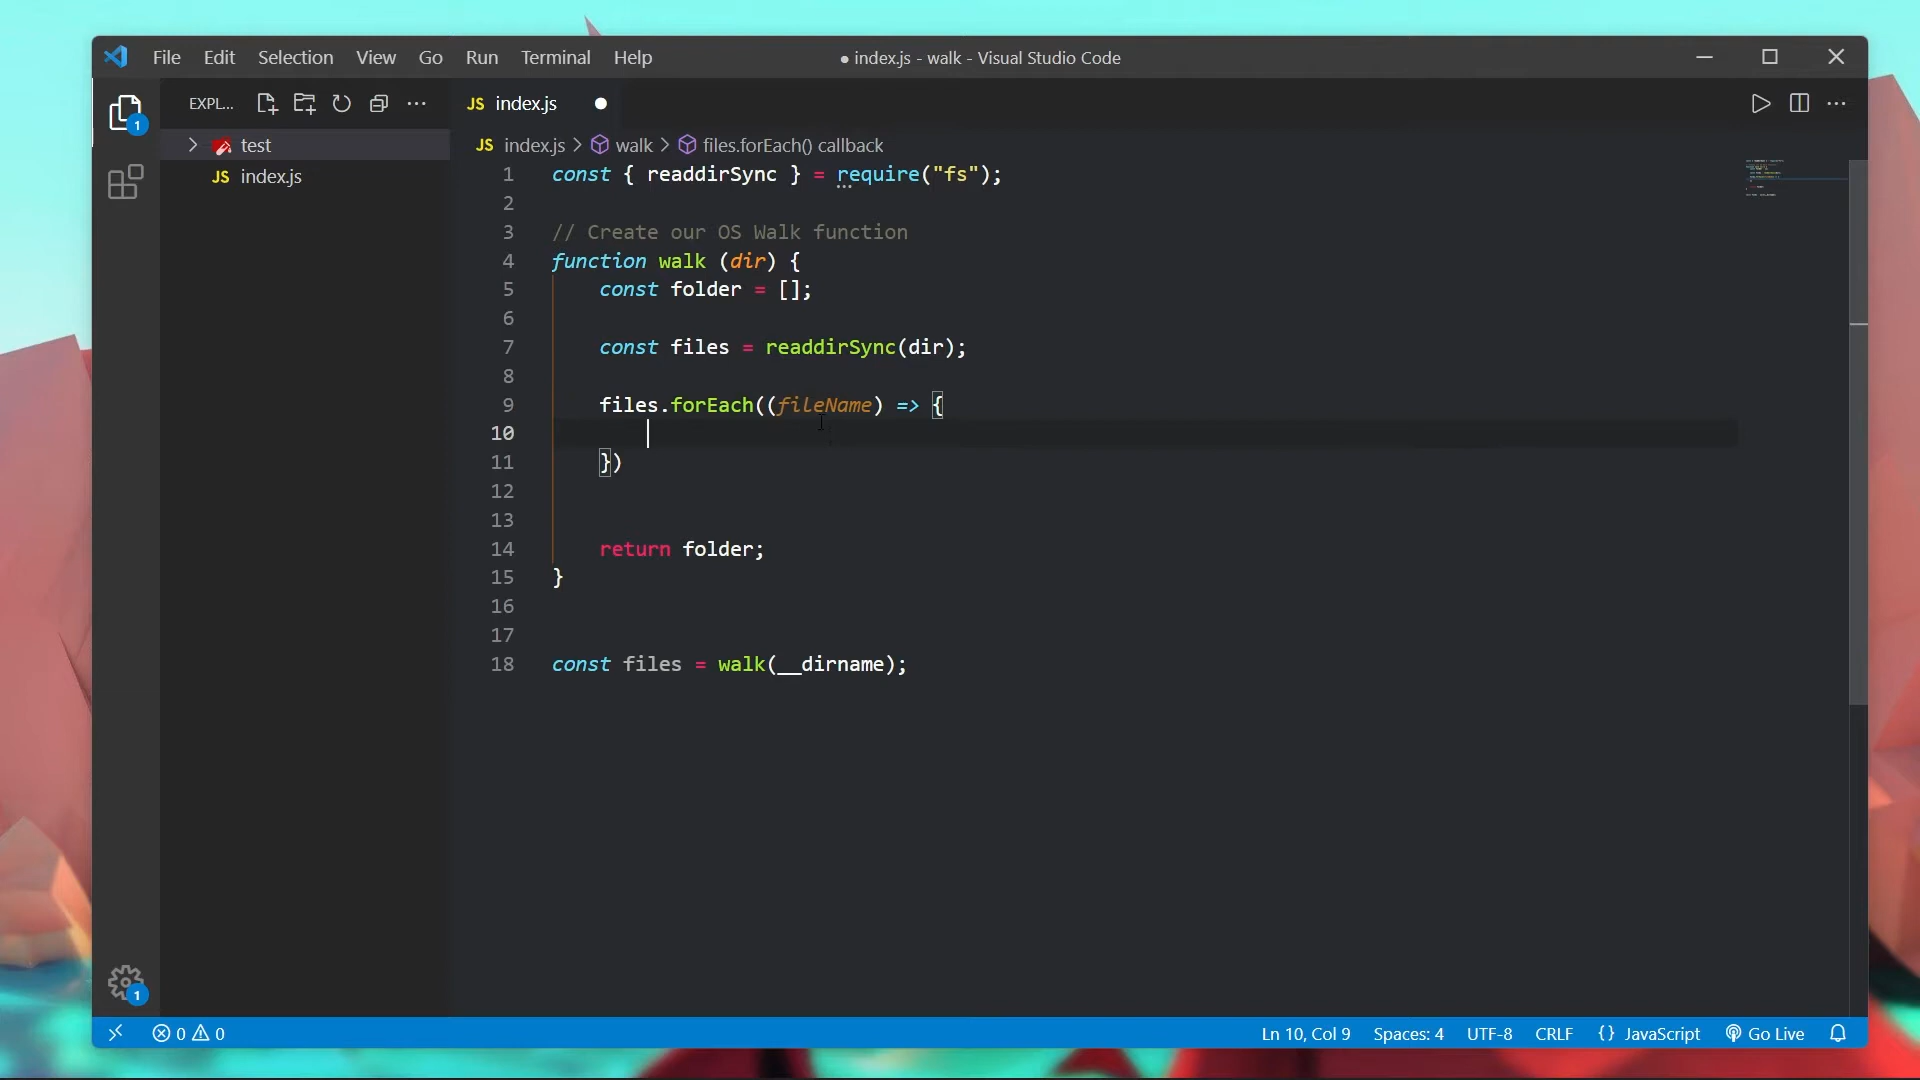 File Edit Selection View Go Run Terminal Help
● index.js - walk - Visual Studio Code
EXPL...
JS index.js
1
test
JS index.js
JS index.js > walk > files.forEach() callback
1 const { readdirSync } = require("fs");
2
3 // Create our OS Walk function
4 function walk (dir) {
5 const folder = [];
6
7 const files = readdirSync(dir);
8
9 files.forEach((fileName) => {
10
11 })
12
13
14 return folder;
15 }
16
17
18 const files = walk(__dirname);
1
0 0
Ln 10, Col 9 Spaces: 4 UTF-8 CRLF {} JavaScript Go Live